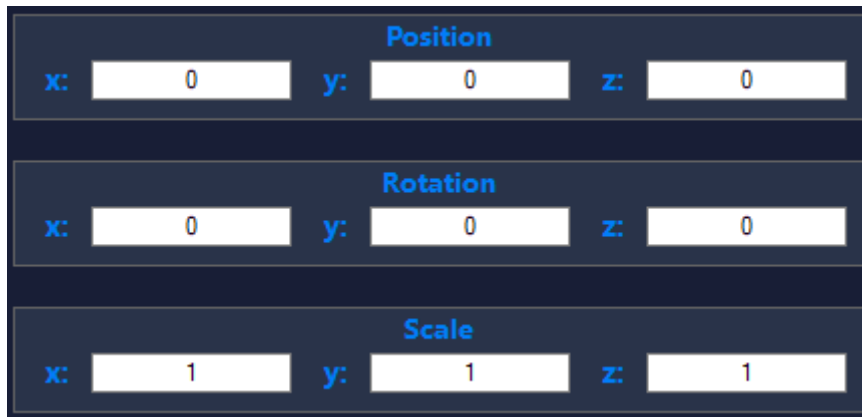 Position
x: 0 y: 0 z: 0
Rotation
x: 0 y: 0 z: 0
Scale
x: 1 y: 1 z: 1